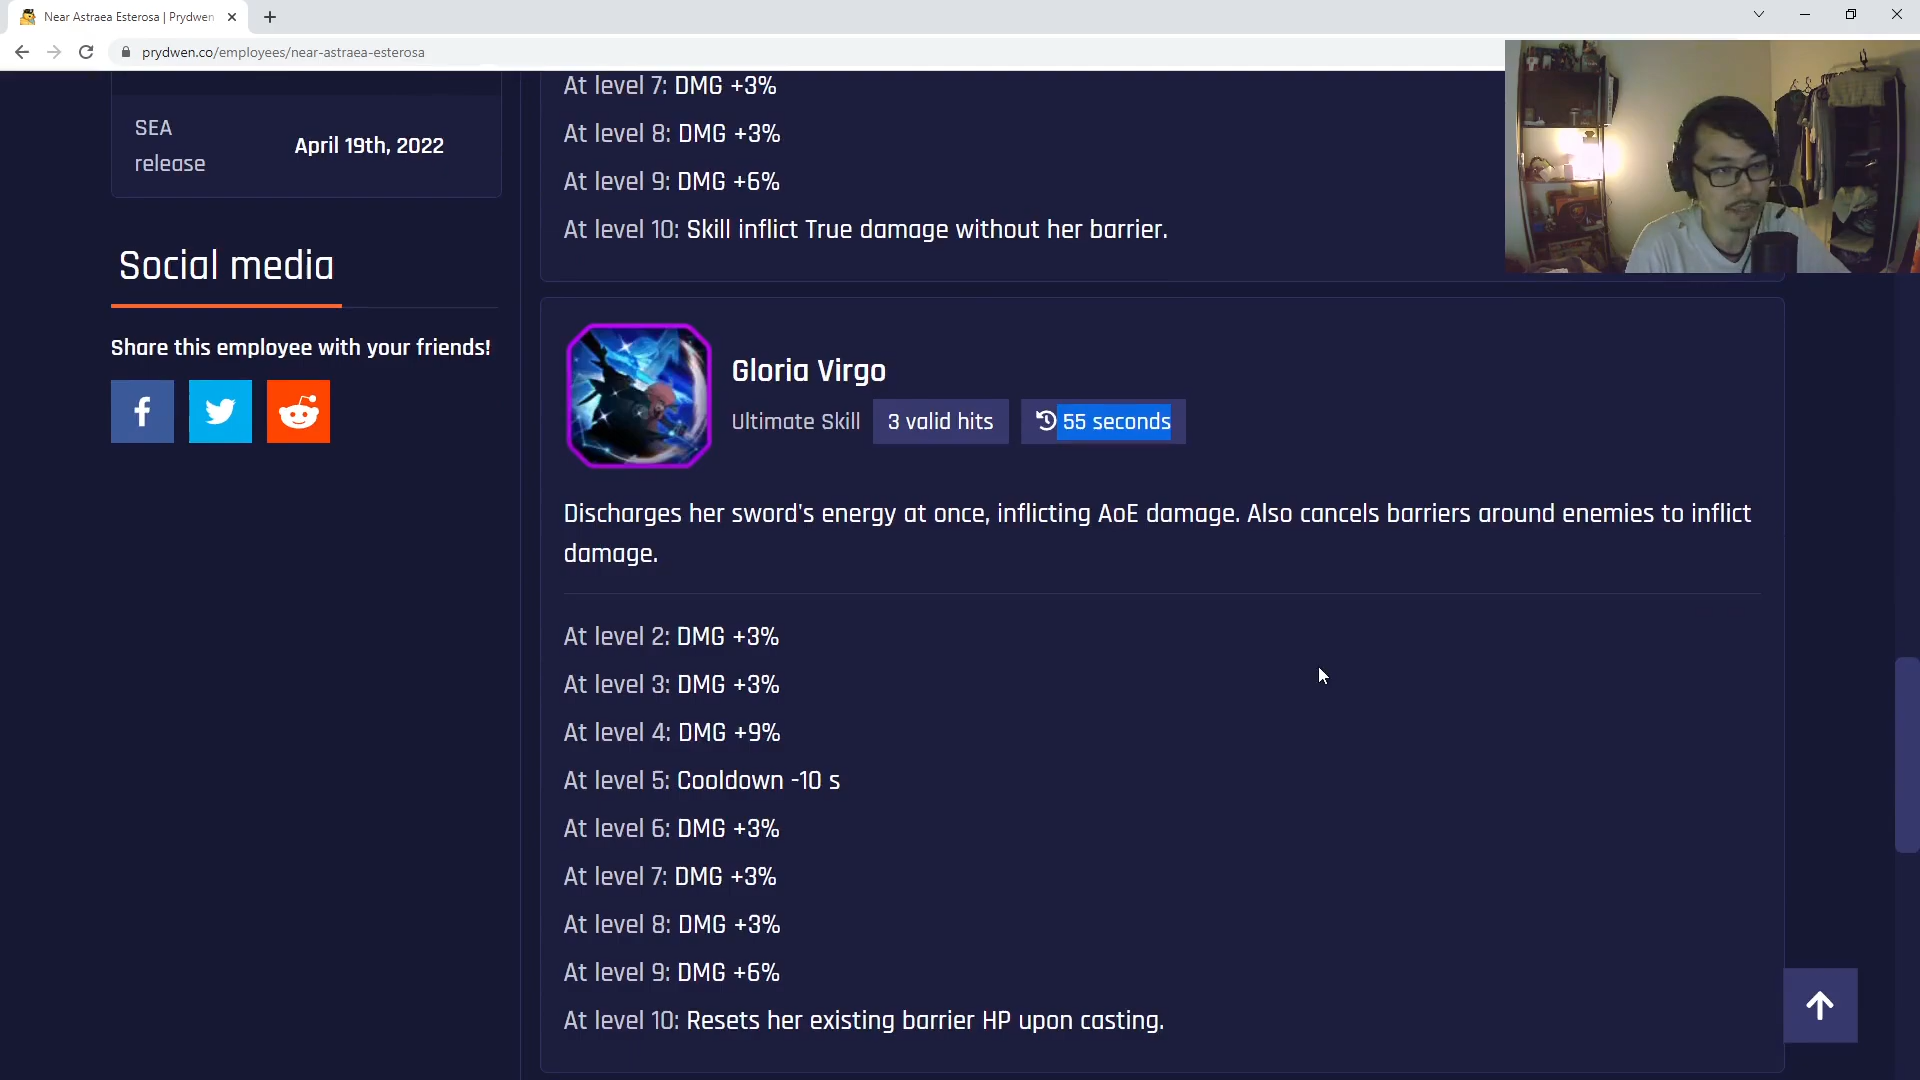 Near Astraea Esterosa | Prydwen
prydwen.co/employees/near-astraea-esterosa
At level 7: DMG +3%
SEA
release
April 19th, 2022
At level 8: DMG +3%
At level 9: DMG +6%
At level 10: Skill inflict True damage without her barrier.
Social media
Share this employee with your friends!
Gloria Virgo
Ultimate Skill 3 valid hits 55 seconds
Discharges her sword's energy at once, inflicting AoE damage. Also cancels barriers around enemies to inflict
damage.
At level 2: DMG +3%
At level 3: DMG +3%
At level 4: DMG +9%
At level 5: Cooldown -10 s
At level 6: DMG +3%
At level 7: DMG +3%
At level 8: DMG +3%
At level 9: DMG +6%
At level 10: Resets her existing barrier HP upon casting.